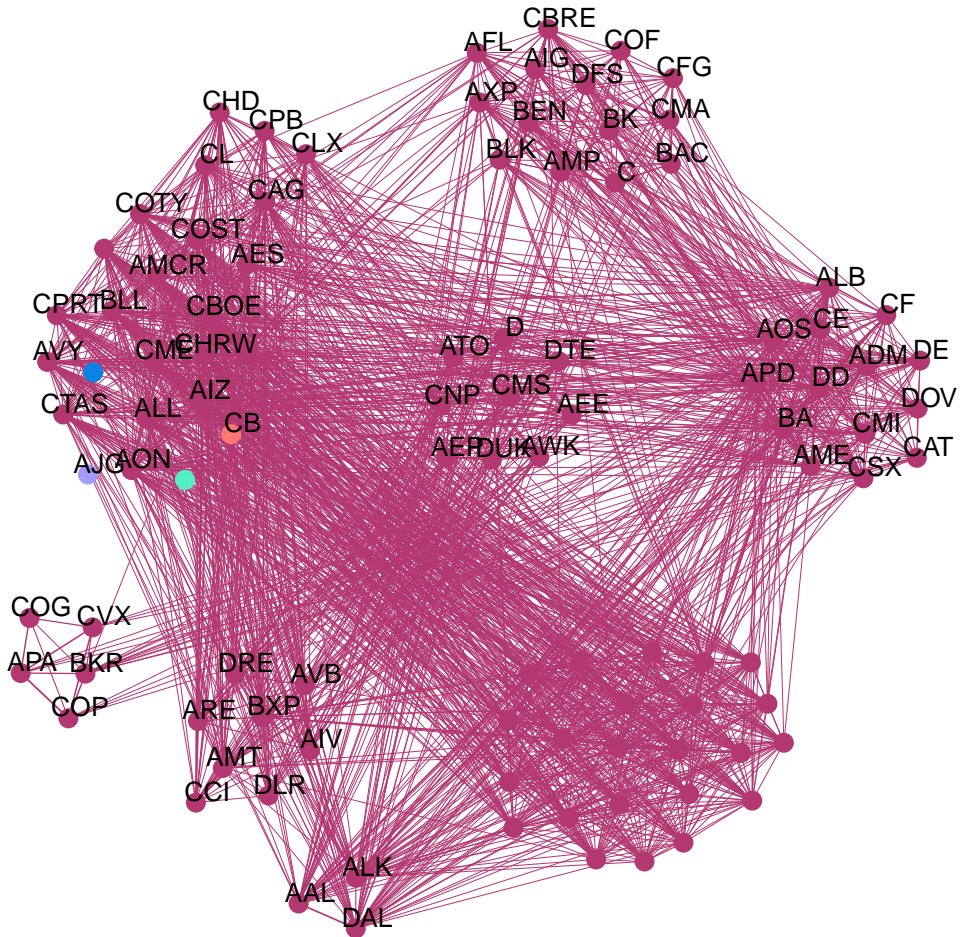 CBRE
AFL
COF
AIG
DFS
CFG
AXP
BEN
BK
CMA
BLK
AMP
C
BAC
CHD
CPB
CLX
CL
CAG
COTY
COST
AES
AMCR
CPRT
BLL
CBOE
AVY
CME
CHRW
CTAS
ALL
AIZ
CB
AJG
AON
D
ATO
DTE
CNP
CMS
AEE
AEP
DUK
AWK
ALB
CF
AOS
CE
ADM
DE
APD
DD
DOV
BA
CMI
AME
CSX
CAT
COG
CVX
APA
BKR
COP
DRE
AVB
ARE
BXP
AIV
AMT
CCI
DLR
ALK
AAL
DAL